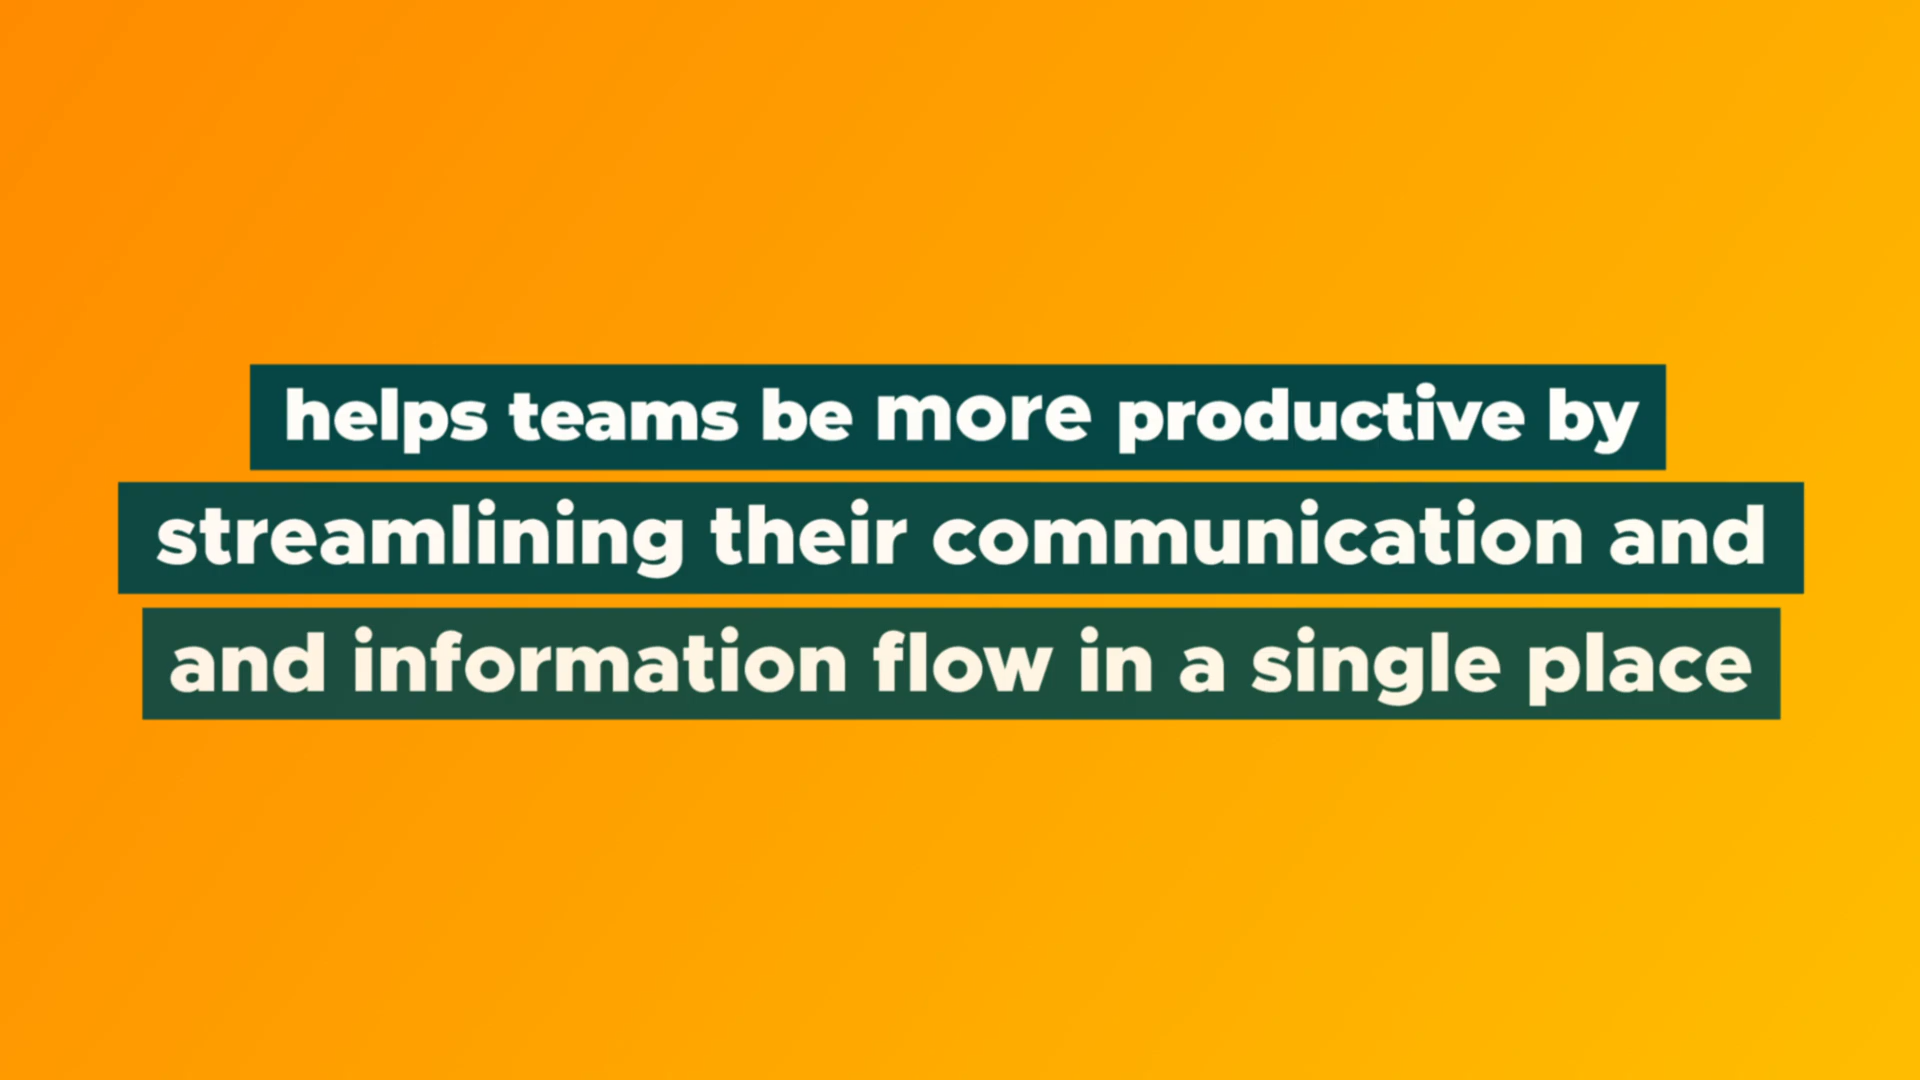 helps teams be more productive by
streamlining their communication and
and information flow in a single place